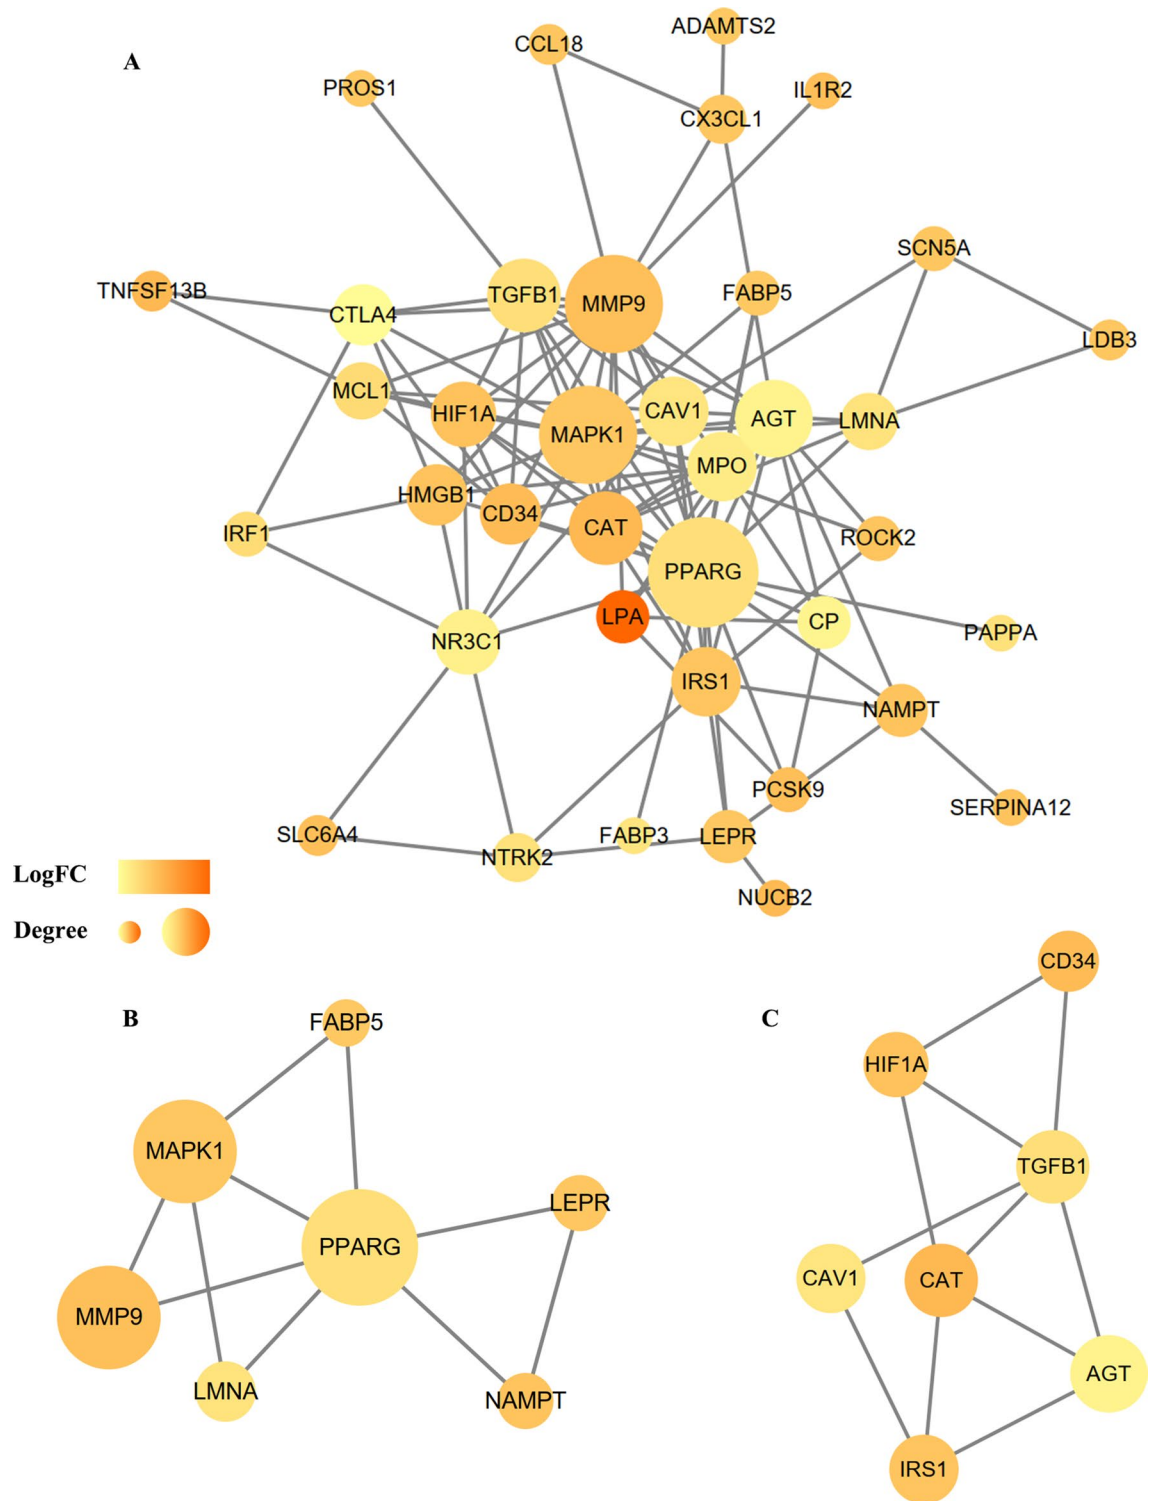 A
ADAMTS2
CCL18
PROS1
IL1R2
CX3CL1
SCN5A
TNFSF13B
TGFB1
MMP9
FABP5
CTLA4
LDB3
MCL1
HIF1A
CAV1
AGT
LMNA
MAPK1
MPO
HMGB1
CD34
CAT
IRF1
ROCK2
PPARG
LPA
CP
PAPPA
NR3C1
IRS1
NAMPT
PCSK9
SERPINA12
SLC6A4
FABP3
LEPR
NTRK2
NUCB2
LogFC
Degree
B
FABP5
MAPK1
LEPR
PPARG
MMP9
LMNA
NAMPT
C
CD34
HIF1A
TGFB1
CAV1
CAT
AGT
IRS1